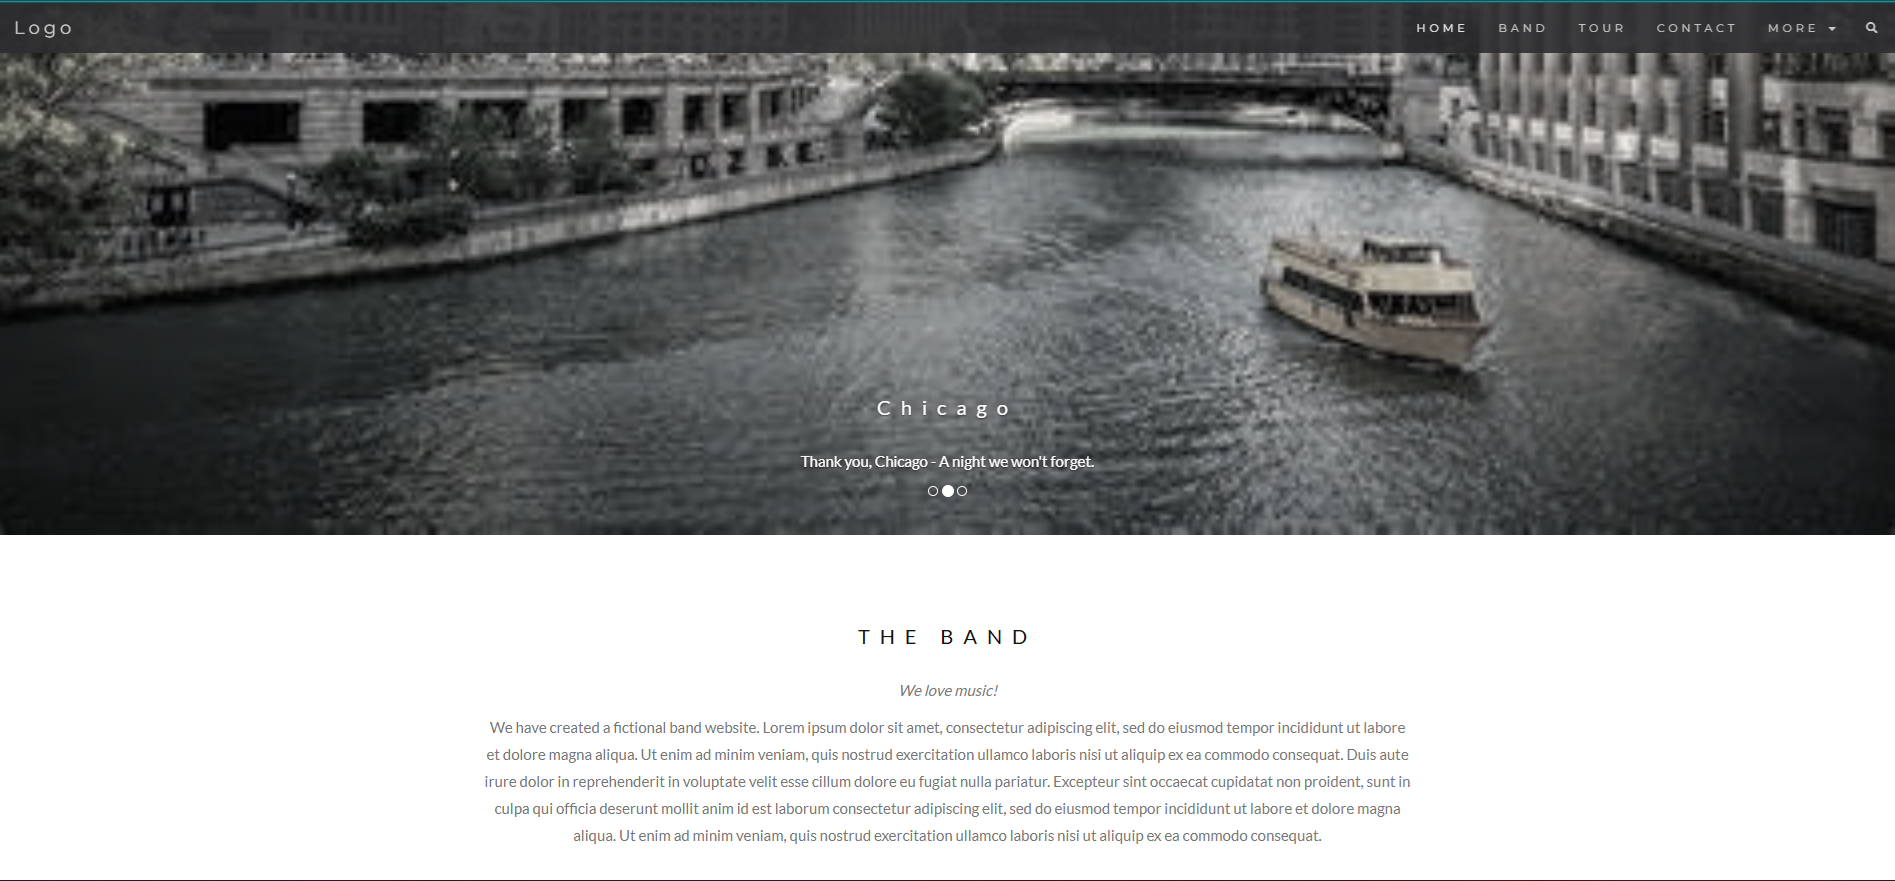 Logo
HOME BAND TOUR CONTACT MORE
Chicago
Thank you, Chicago - A night we won't forget.
THE BAND
We love music!
We have created a fictional band website. Lorem ipsum dolor sit amet, consectetur adipiscing elit, sed do eiusmod tempor incididunt ut labore
et dolore magna aliqua. Ut enim ad minim veniam, quis nostrud exercitation ullamco laboris nisi ut aliquip ex ea commodo consequat. Duis aute
irure dolor in reprehenderit in voluptate velit esse cillum dolore eu fugiat nulla pariatur. Excepteur sint occaecat cupidatat non proident, sunt in
culpa qui officia deserunt mollit anim id est laborum consectetur adipiscing elit, sed do eiusmod tempor incididunt ut labore et dolore magna
aliqua. Ut enim ad minim veniam, quis nostrud exercitation ullamco laboris nisi ut aliquip ex ea commodo consequat.